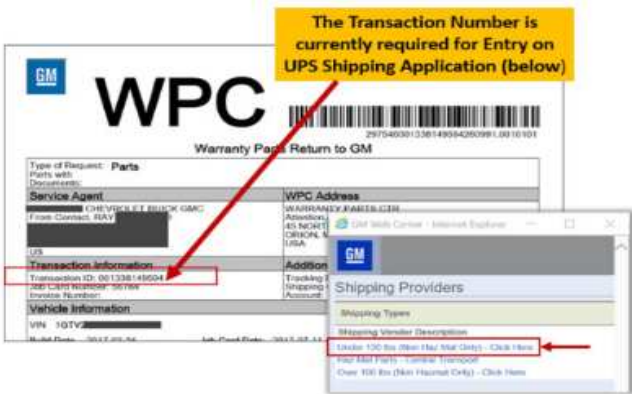 The Transaction Number is
currently required for Entry on
UPS Shipping Application (below)
GM
WPC
Warranty Parts Return to GM
Type of Request: Parts
Parts with
Documents:
Service Agent
WPC Address
CHEVROLET BUICK GMC
WARRANTY PARTS CTR
From Contact, RAY
Attention,
45 NORT
ORION, M
USA
US
Transaction Information
Addition
Transaction ID:
Tracking
Job Card Number:
Shipping
Invoice Number:
Account:
Vehicle Information
VIN
GM Web Center - Internet Explorer
GM
Shipping Providers
Shipping Types
Shipping Vendor Description
Under 100 lbs (Non Haz Mat Only) - Click Here
Haz Mat Parts - Central Transport
Over 100 lbs (Non Hazmat Only) - Click Here